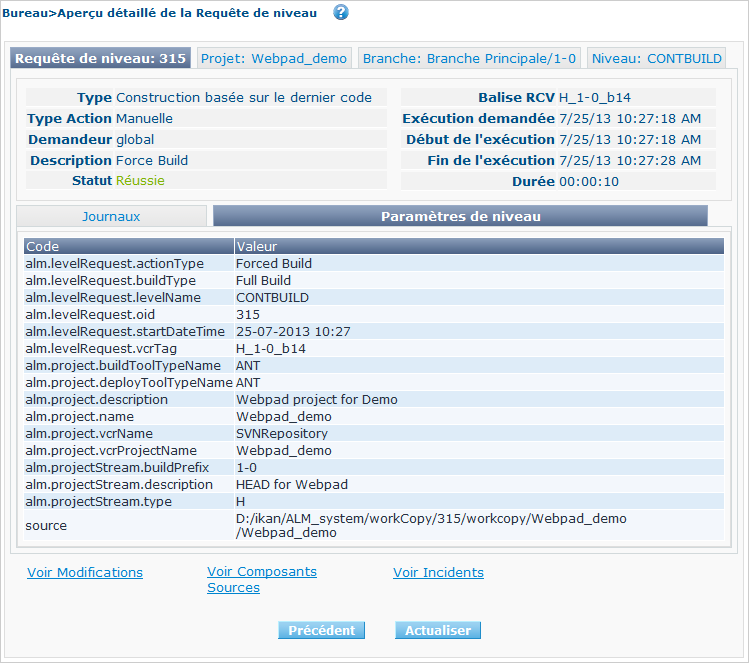 Bureau>Aperçu détaillé de la Requête de niveau ?
Requête de niveau: 315 Projet: Webpad_demo Branche: Branche Principale/1-0 Niveau: CONTBUILD
Type Construction basée sur le dernier code Balise RCV H_1-0_b14
Type Action Manuelle Exécution demandée 7/25/13 10:27:18 AM
Demandeur global Début de l'exécution 7/25/13 10:27:18 AM
Description Force Build Fin de l'exécution 7/25/13 10:27:28 AM
Statut Réussie Durée 00:00:10
Journaux Paramètres de niveau
Code Valeur
alm.levelRequest.actionType Forced Build
alm.levelRequest.buildType Full Build
alm.levelRequest.levelName CONTBUILD
alm.levelRequest.oid 315
alm.levelRequest.startDateTime 25-07-2013 10:27
alm.levelRequest.vcrTag H_1-0_b14
alm.project.buildToolTypeName ANT
alm.project.deployToolTypeName ANT
alm.project.description Webpad project for Demo
alm.project.name Webpad_demo
alm.project.vcrName SVNRepository
alm.project.vcrProjectName Webpad_demo
alm.projectStream.buildPrefix 1-0
alm.projectStream.description HEAD for Webpad
alm.projectStream.type H
source D:/ikan/ALM_system/workCopy/315/workcopy/Webpad_demo
/Webpad_demo
Voir Modifications Voir Composants Voir Incidents
Sources
Précédent Actualiser